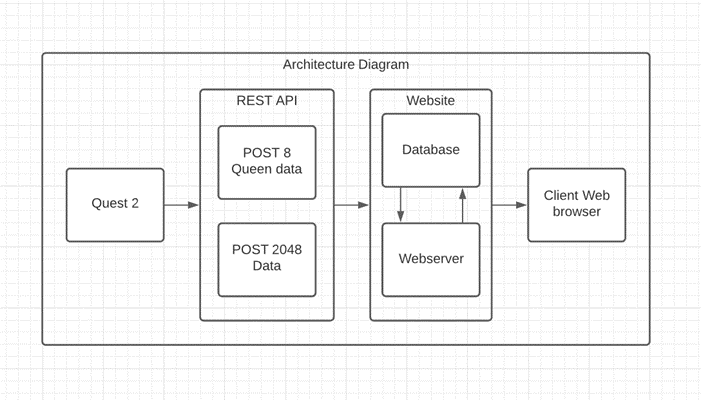 Architecture Diagram
REST API
Website
POST 8
Queen data
Database
Quest 2
Client Web
browser
POST 2048
Data
Webserver